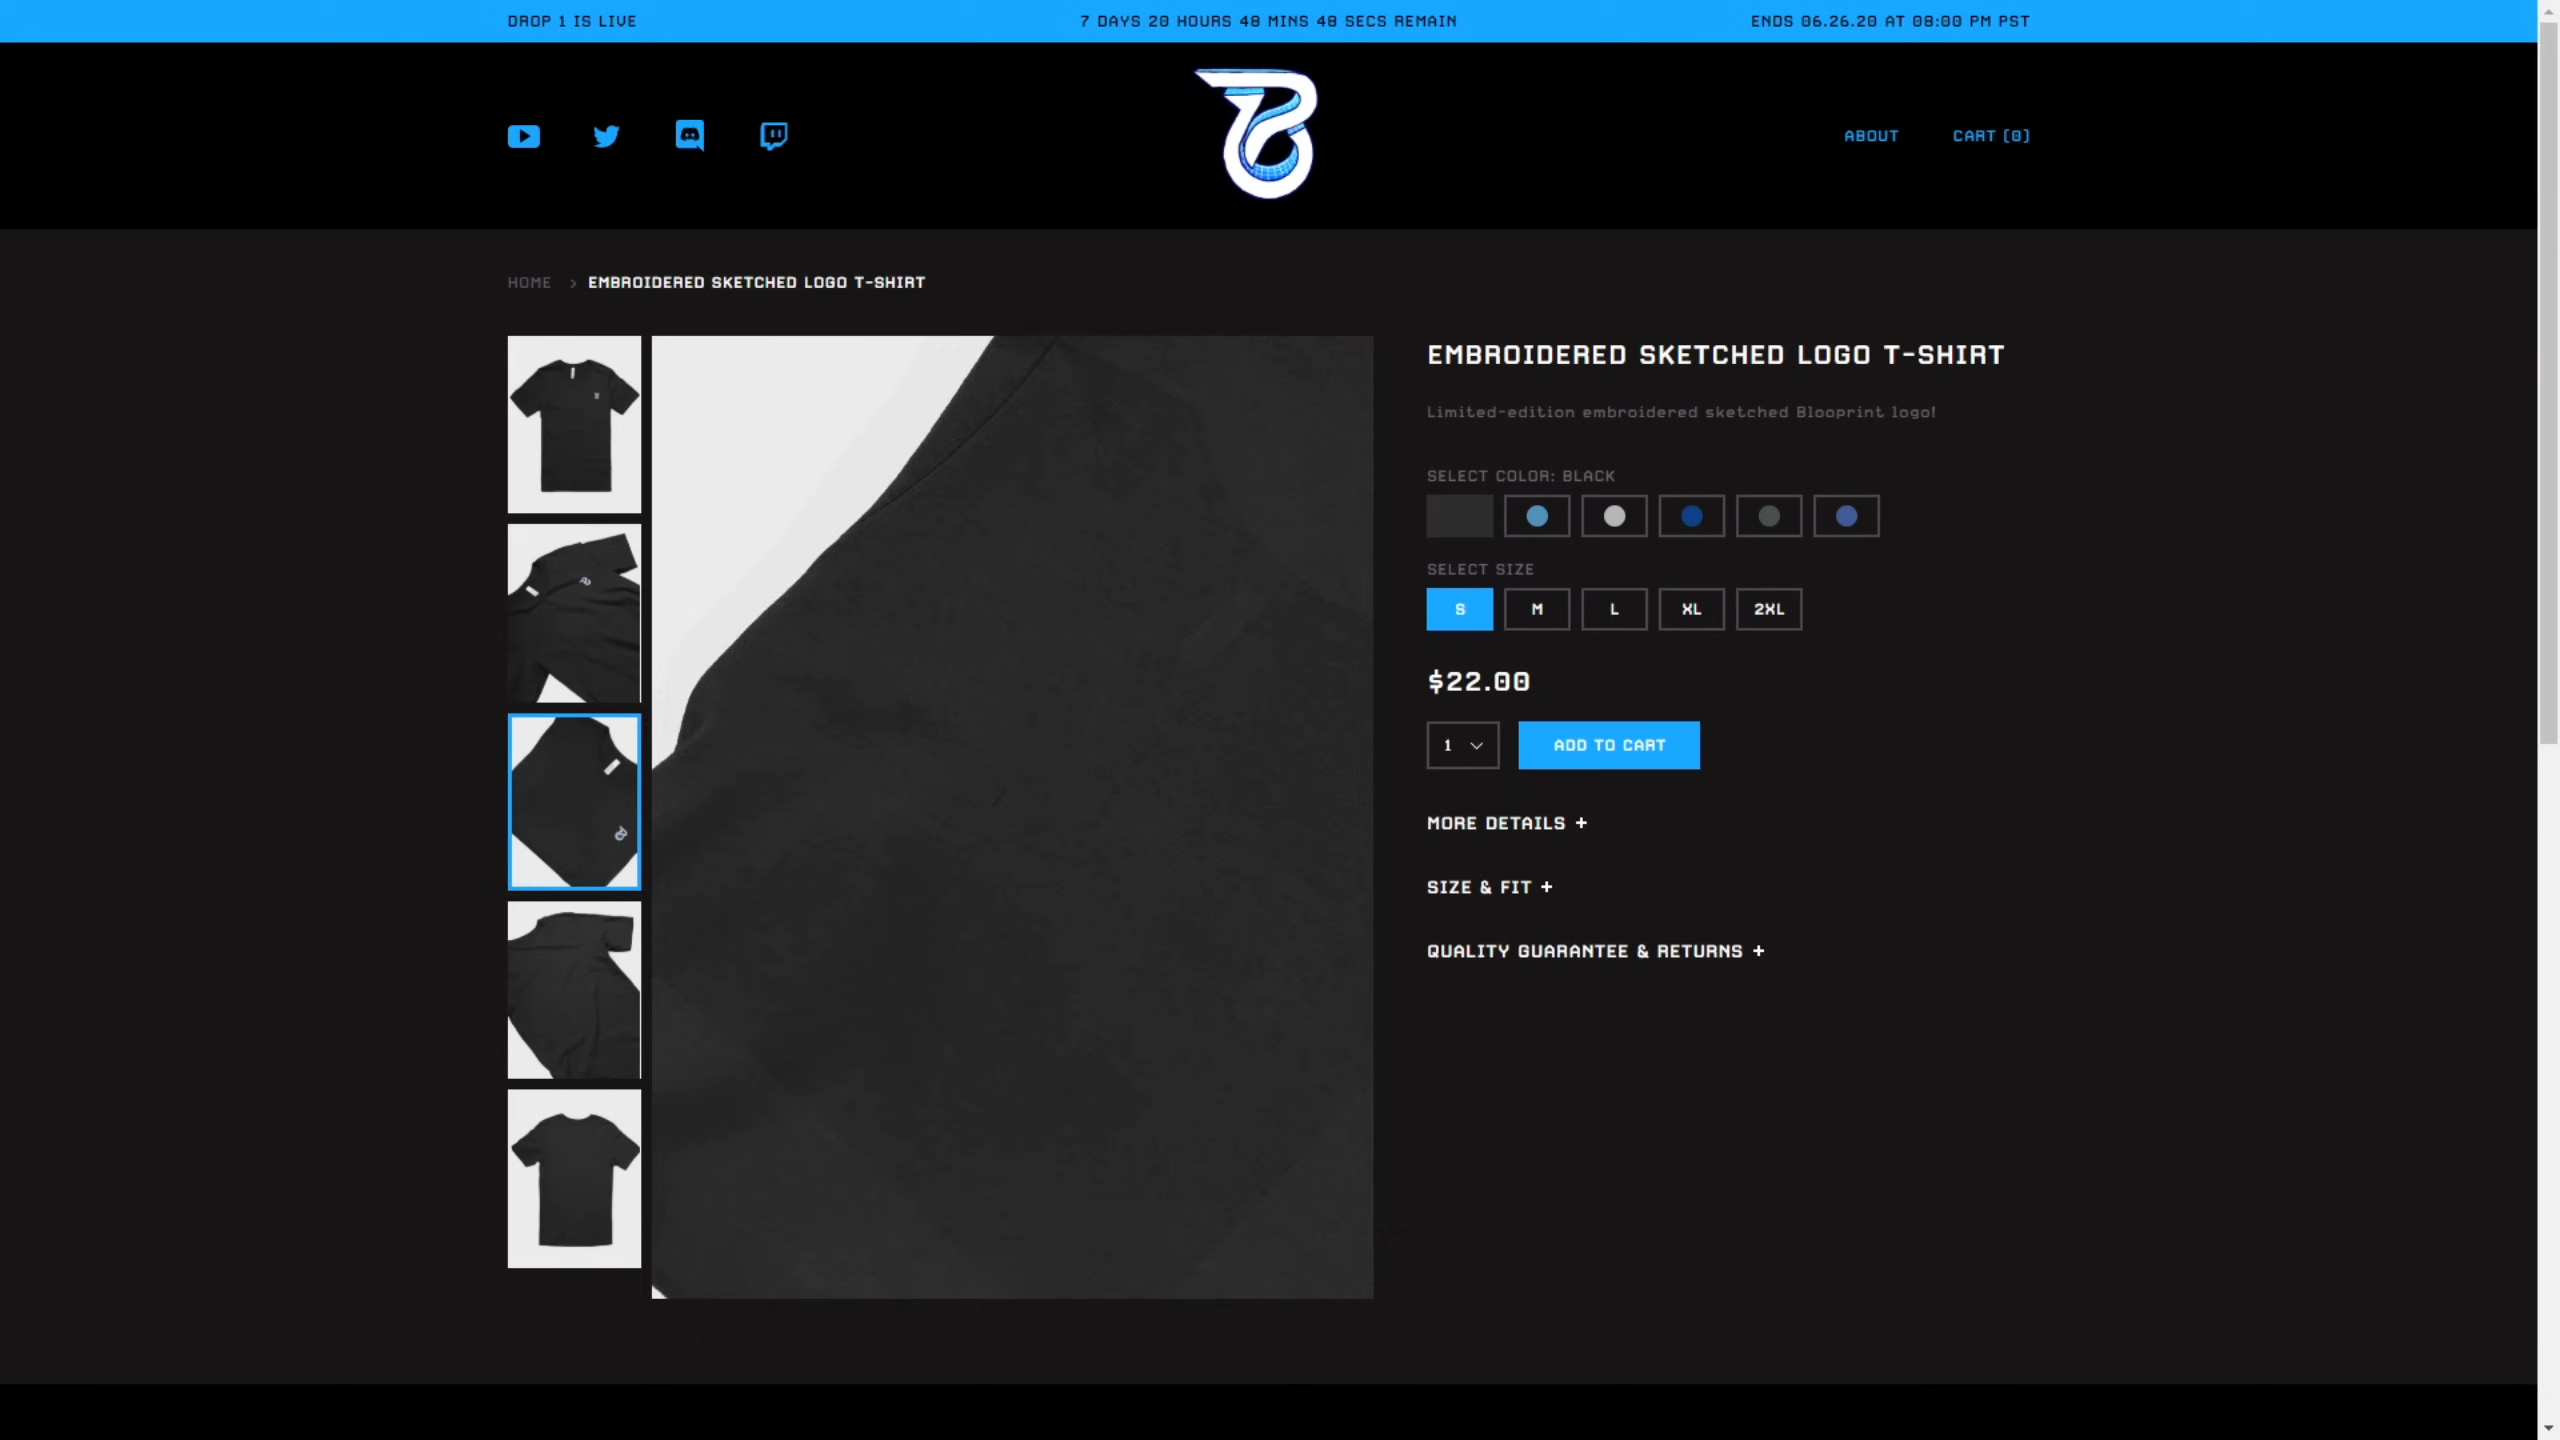 DROP 1 IS LIVE
7 DAYS 20 HOURS 48 MINS 48 SECS REMAIN
ENDS 06.26.20 AT 08:00 PM PST
ABOUT
CART (0)
HOME > EMBROIDERED SKETCHED LOGO T-SHIRT
EMBROIDERED SKETCHED LOGO T-SHIRT
Limited-edition embroidered sketched Blooprint logo!
SELECT COLOR: BLACK
SELECT SIZE
S
M
L
XL
2XL
$22.00
1
ADD TO CART
MORE DETAILS +
SIZE & FIT +
QUALITY GUARANTEE & RETURNS +